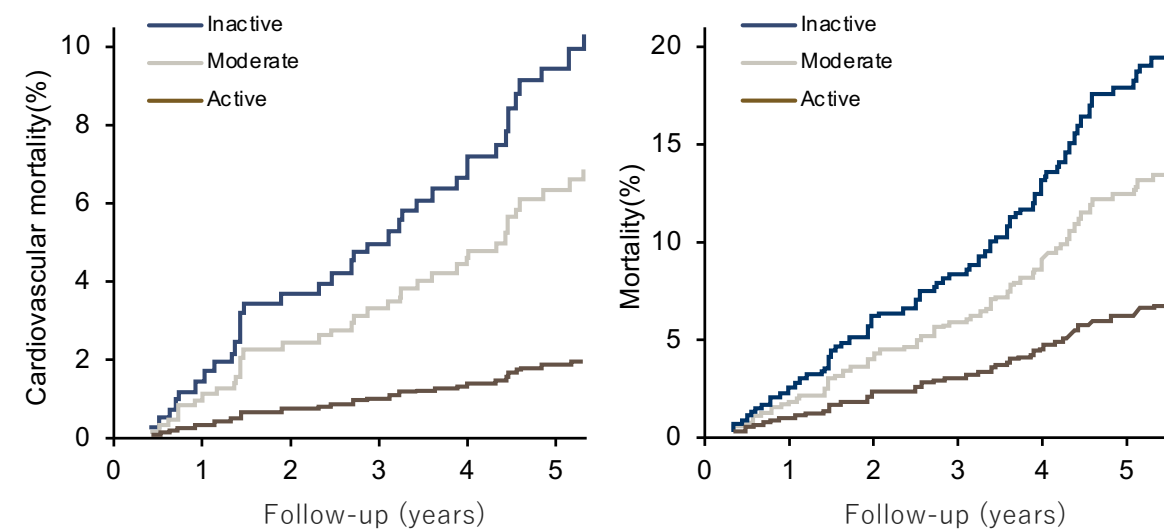 Inactive
Moderate
Active
Cardiovascular mortality(%)
10
8
6
4
2
0
0 1 2 3 4 5
Follow-up (years)
Inactive
Moderate
Active
Mortality(%)
20
15
10
5
0
0 1 2 3 4 5
Follow-up (years)